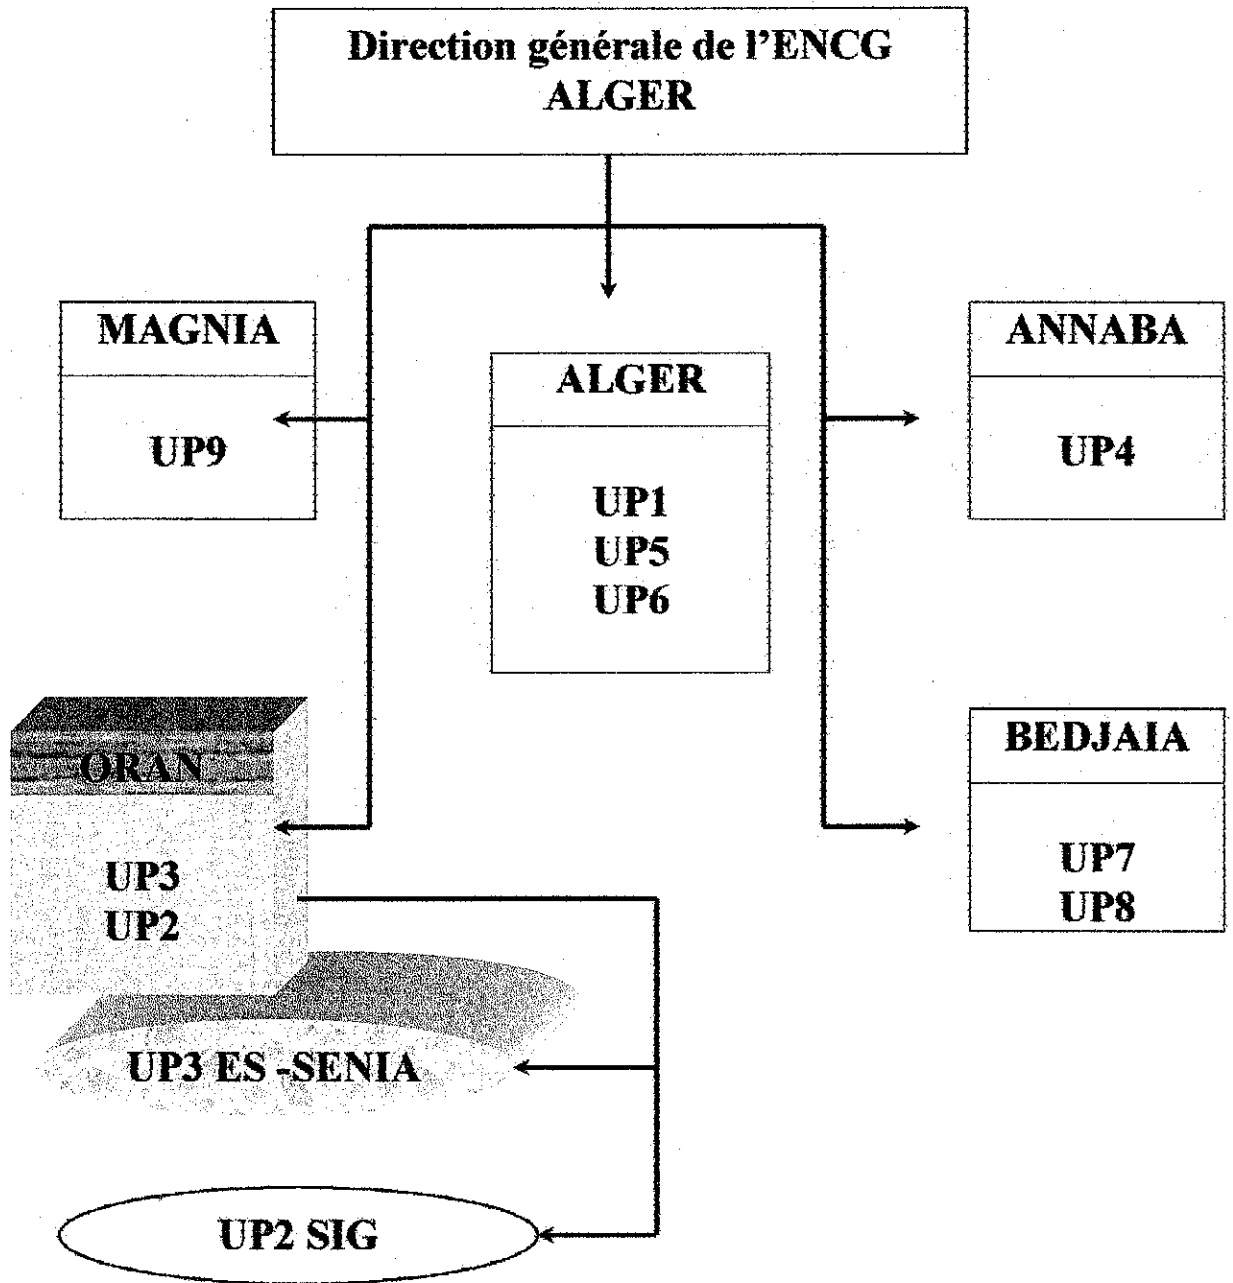 Direction générale de l'ENCG
ALGER
MAGNIA
UP9
ALGER
UP1
UP5
UP6
ANNABA
UP4
ORAN
UP3
UP2
BEDJAIA
UP7
UP8
UP3 ES -SENIA
UP2 SIG